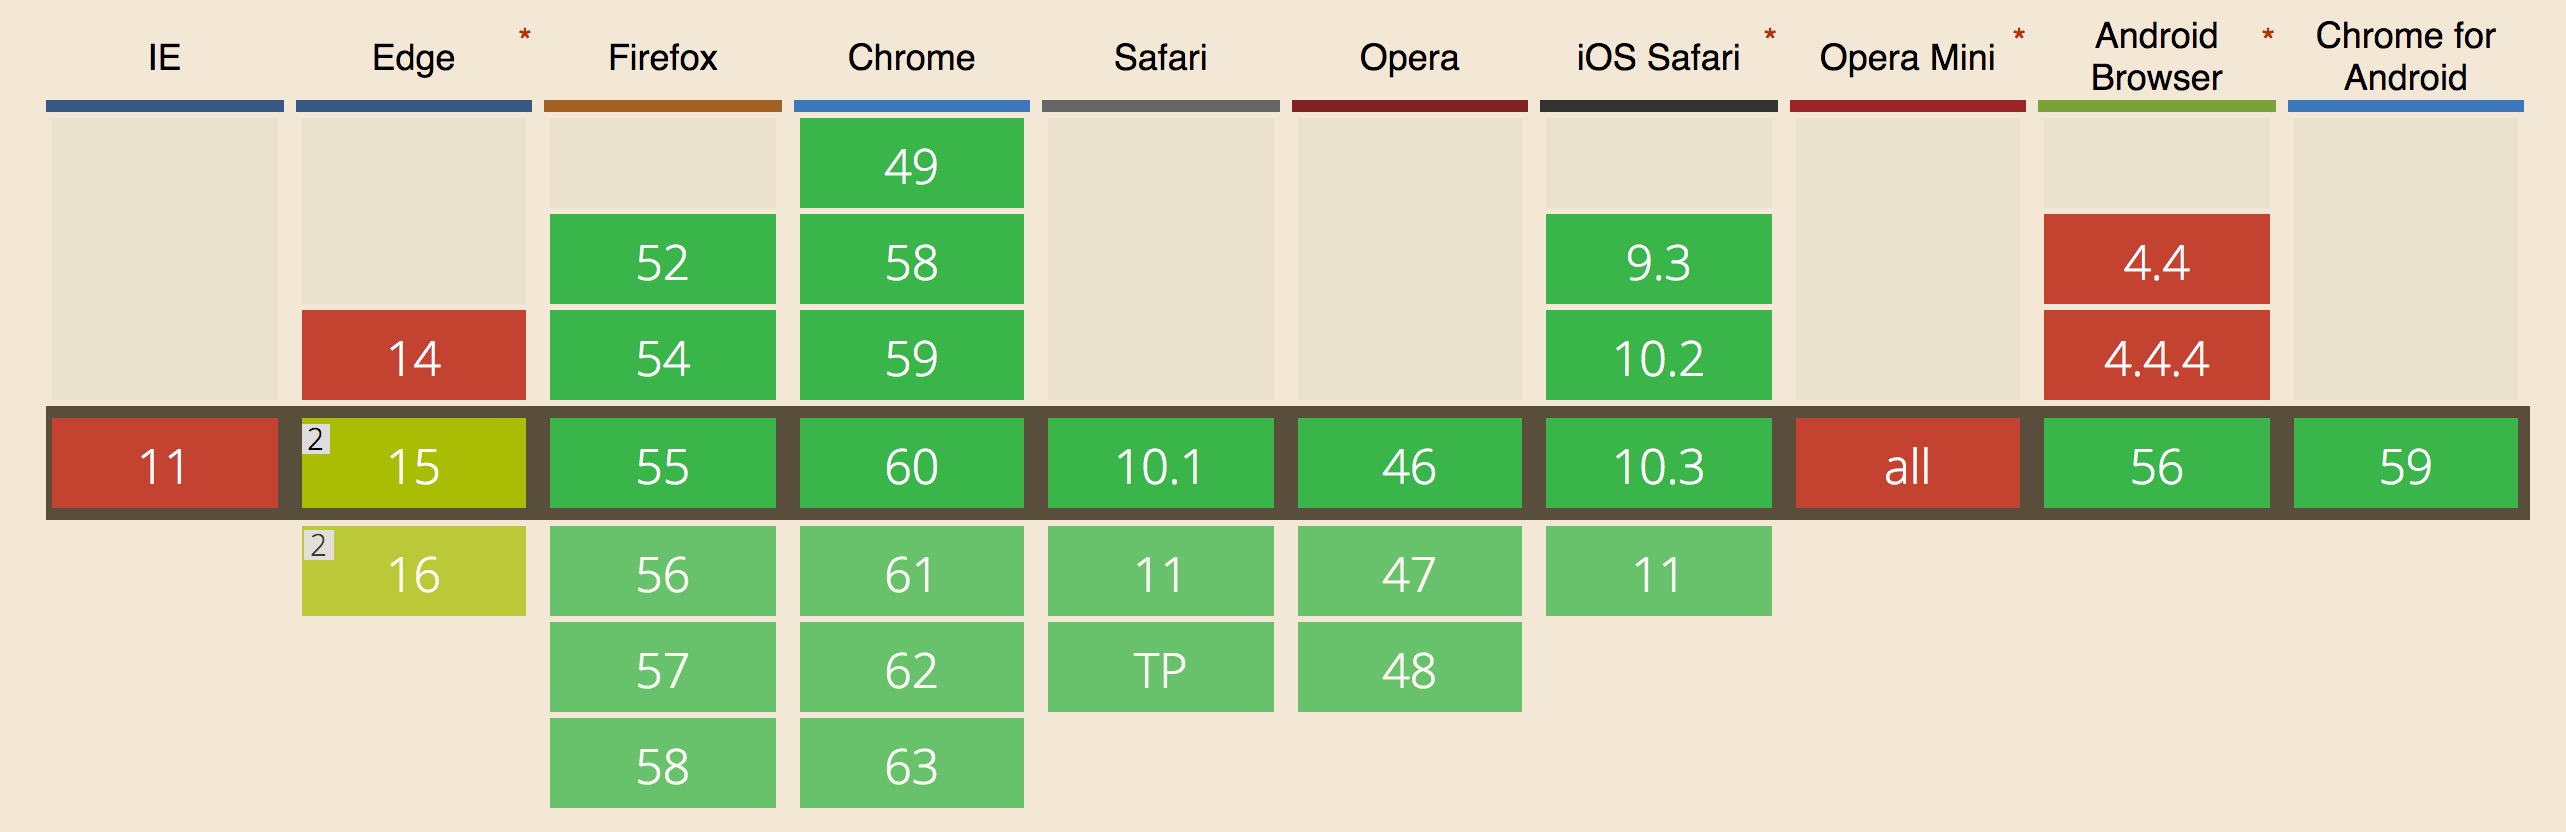 IE Edge * Firefox Chrome Safari Opera iOS Safari * Opera Mini * Android Browser * Chrome for Android
49
52 58 9.3 4.4
14 54 59 10.2 4.4.4
11 2 15 55 60 10.1 46 10.3 all 56 59
2 16 56 61 11 47 11
57 62 TP 48
58 63